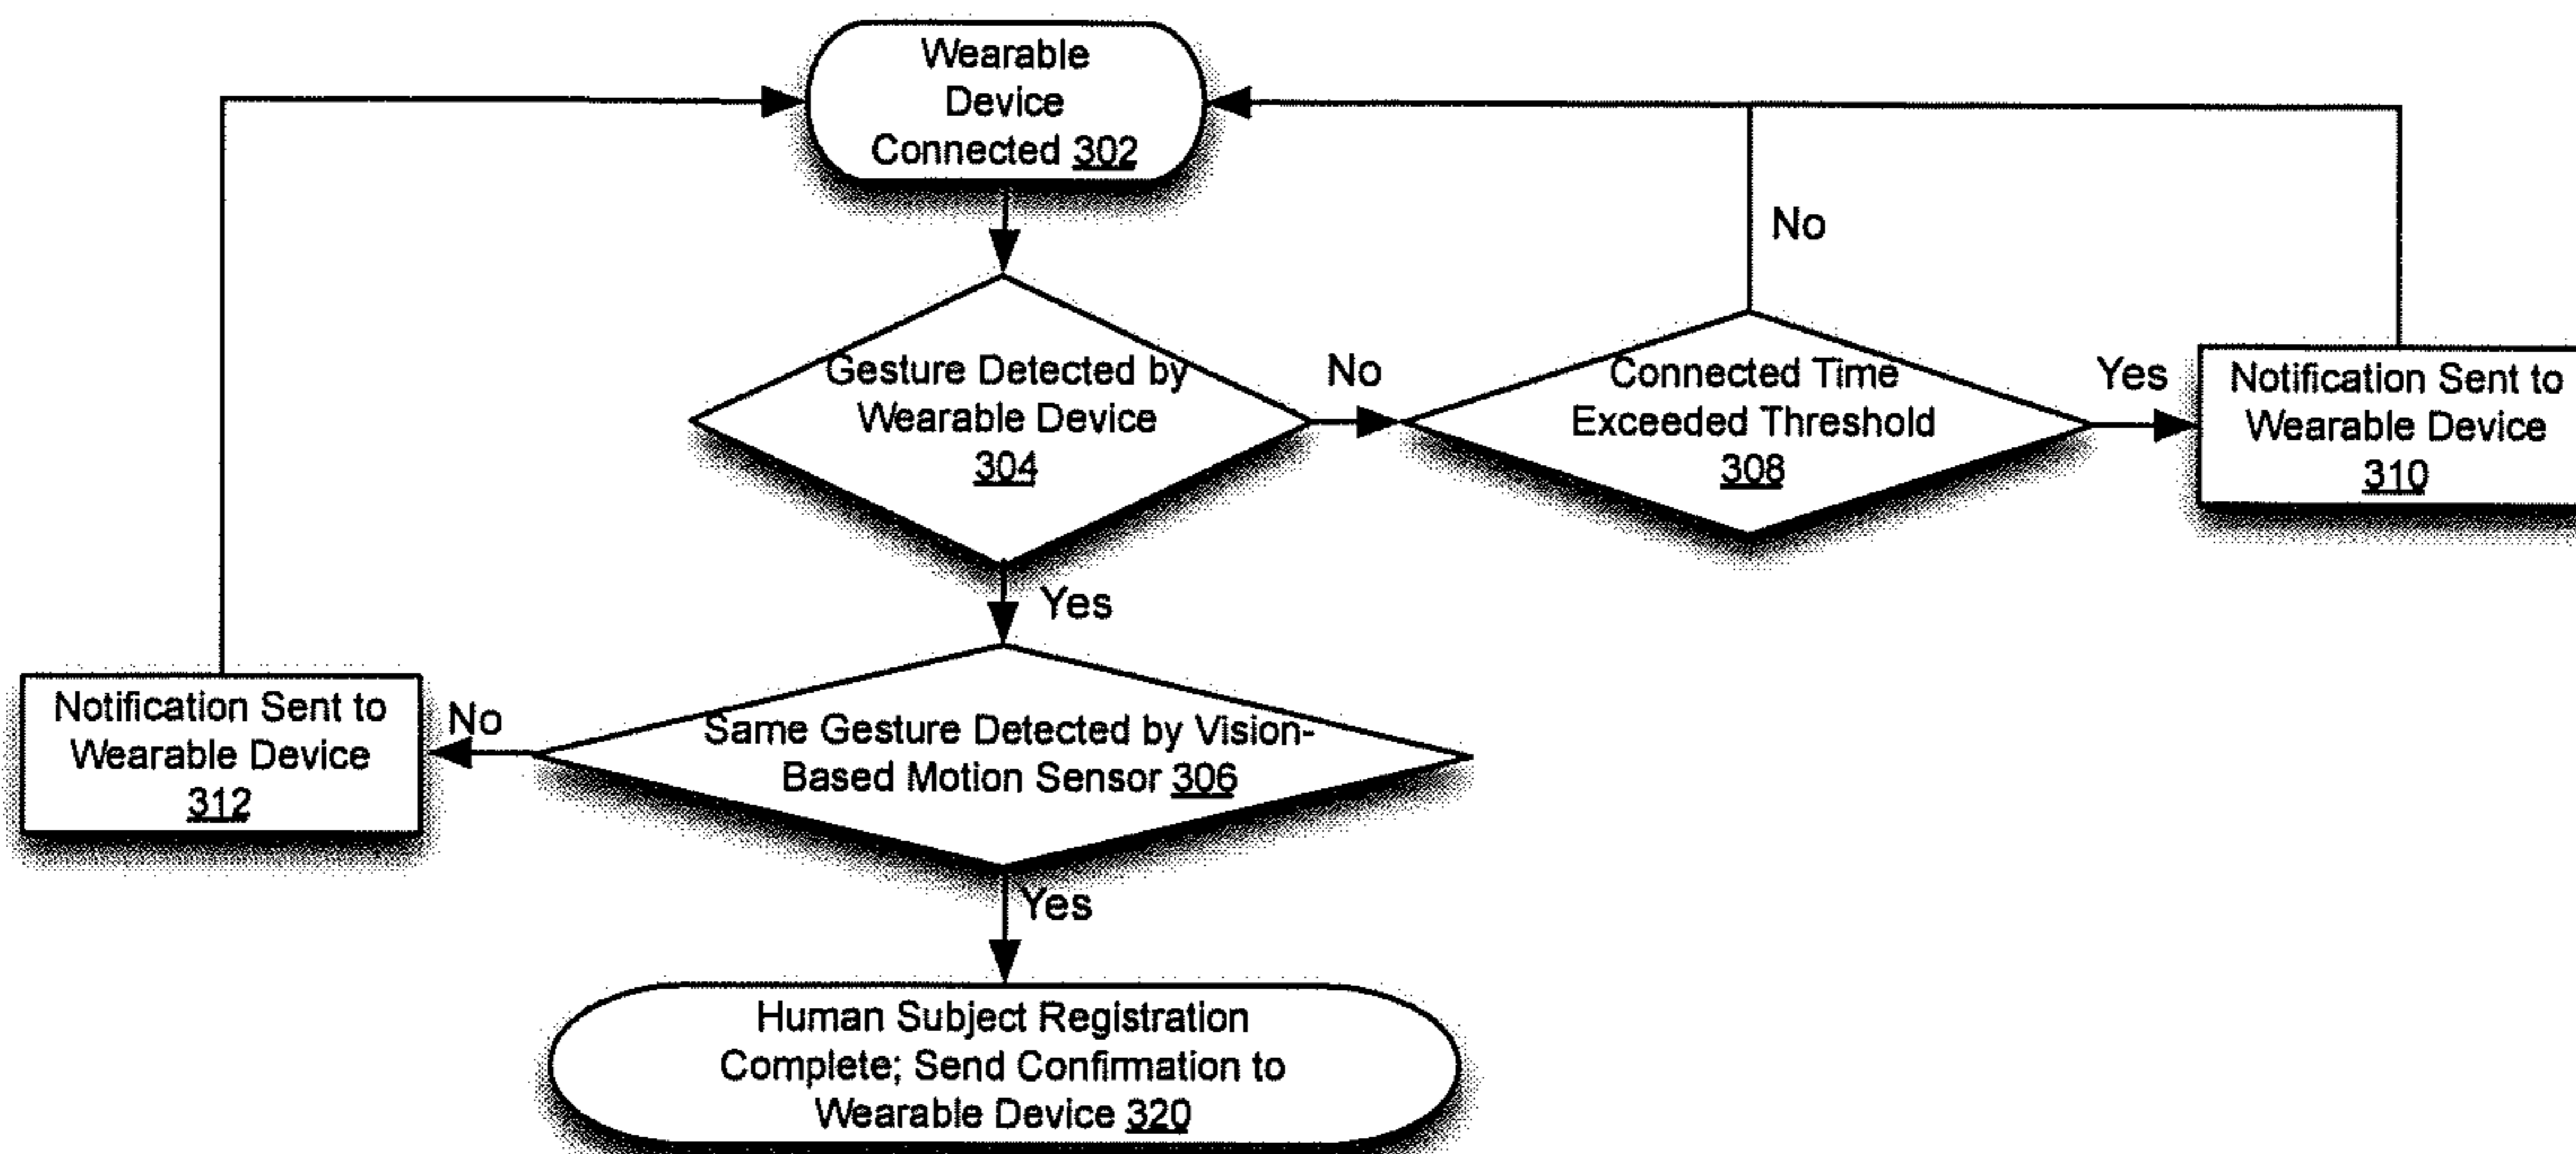 Wearable
Device
Connected 302
No
Gesture Detected by
Wearable Device
304
No
Connected Time
Exceeded Threshold
308
Yes
Notification Sent to
Wearable Device
310
Yes
Notification Sent to
Wearable Device
312
No
Same Gesture Detected by Vision-
Based Motion Sensor 306
Yes
Human Subject Registration
Complete; Send Confirmation to
Wearable Device 320